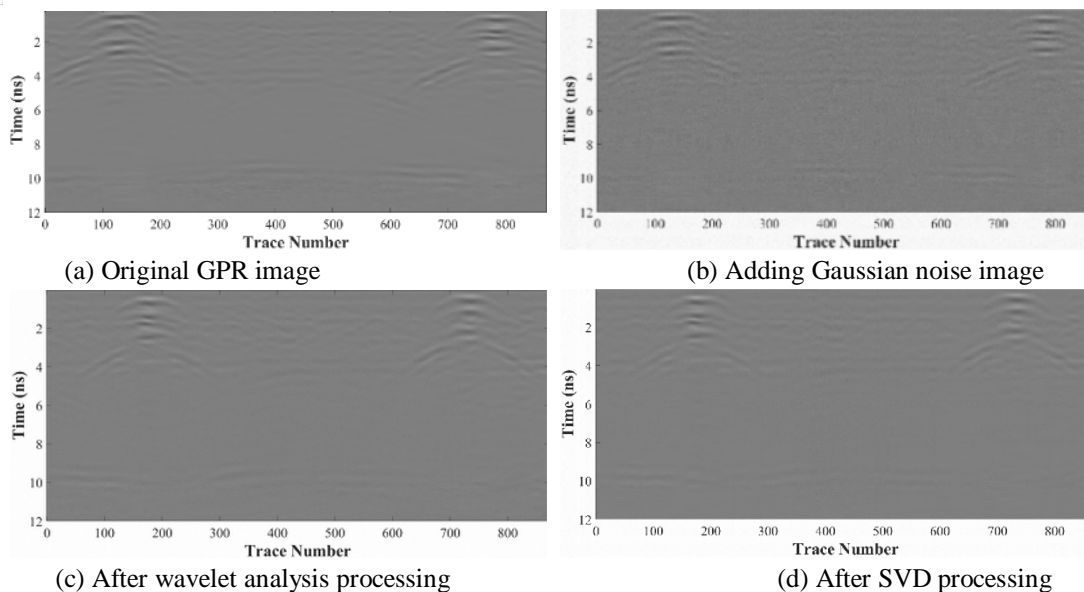 2
4
6
8
10
12
Time (ns)
0 100 200 300 400 500 600 700 800
Trace Number
(a) Original GPR image
2
4
6
8
10
12
Time (ns)
0 100 200 300 400 500 600 700 800
Trace Number
(b) Adding Gaussian noise image
2
4
6
8
10
12
Time (ns)
0 100 200 300 400 500 600 700 800
Trace Number
(c) After wavelet analysis processing
2
4
6
8
10
12
Time (ns)
0 100 200 300 400 500 600 700 800
Trace Number
(d) After SVD processing